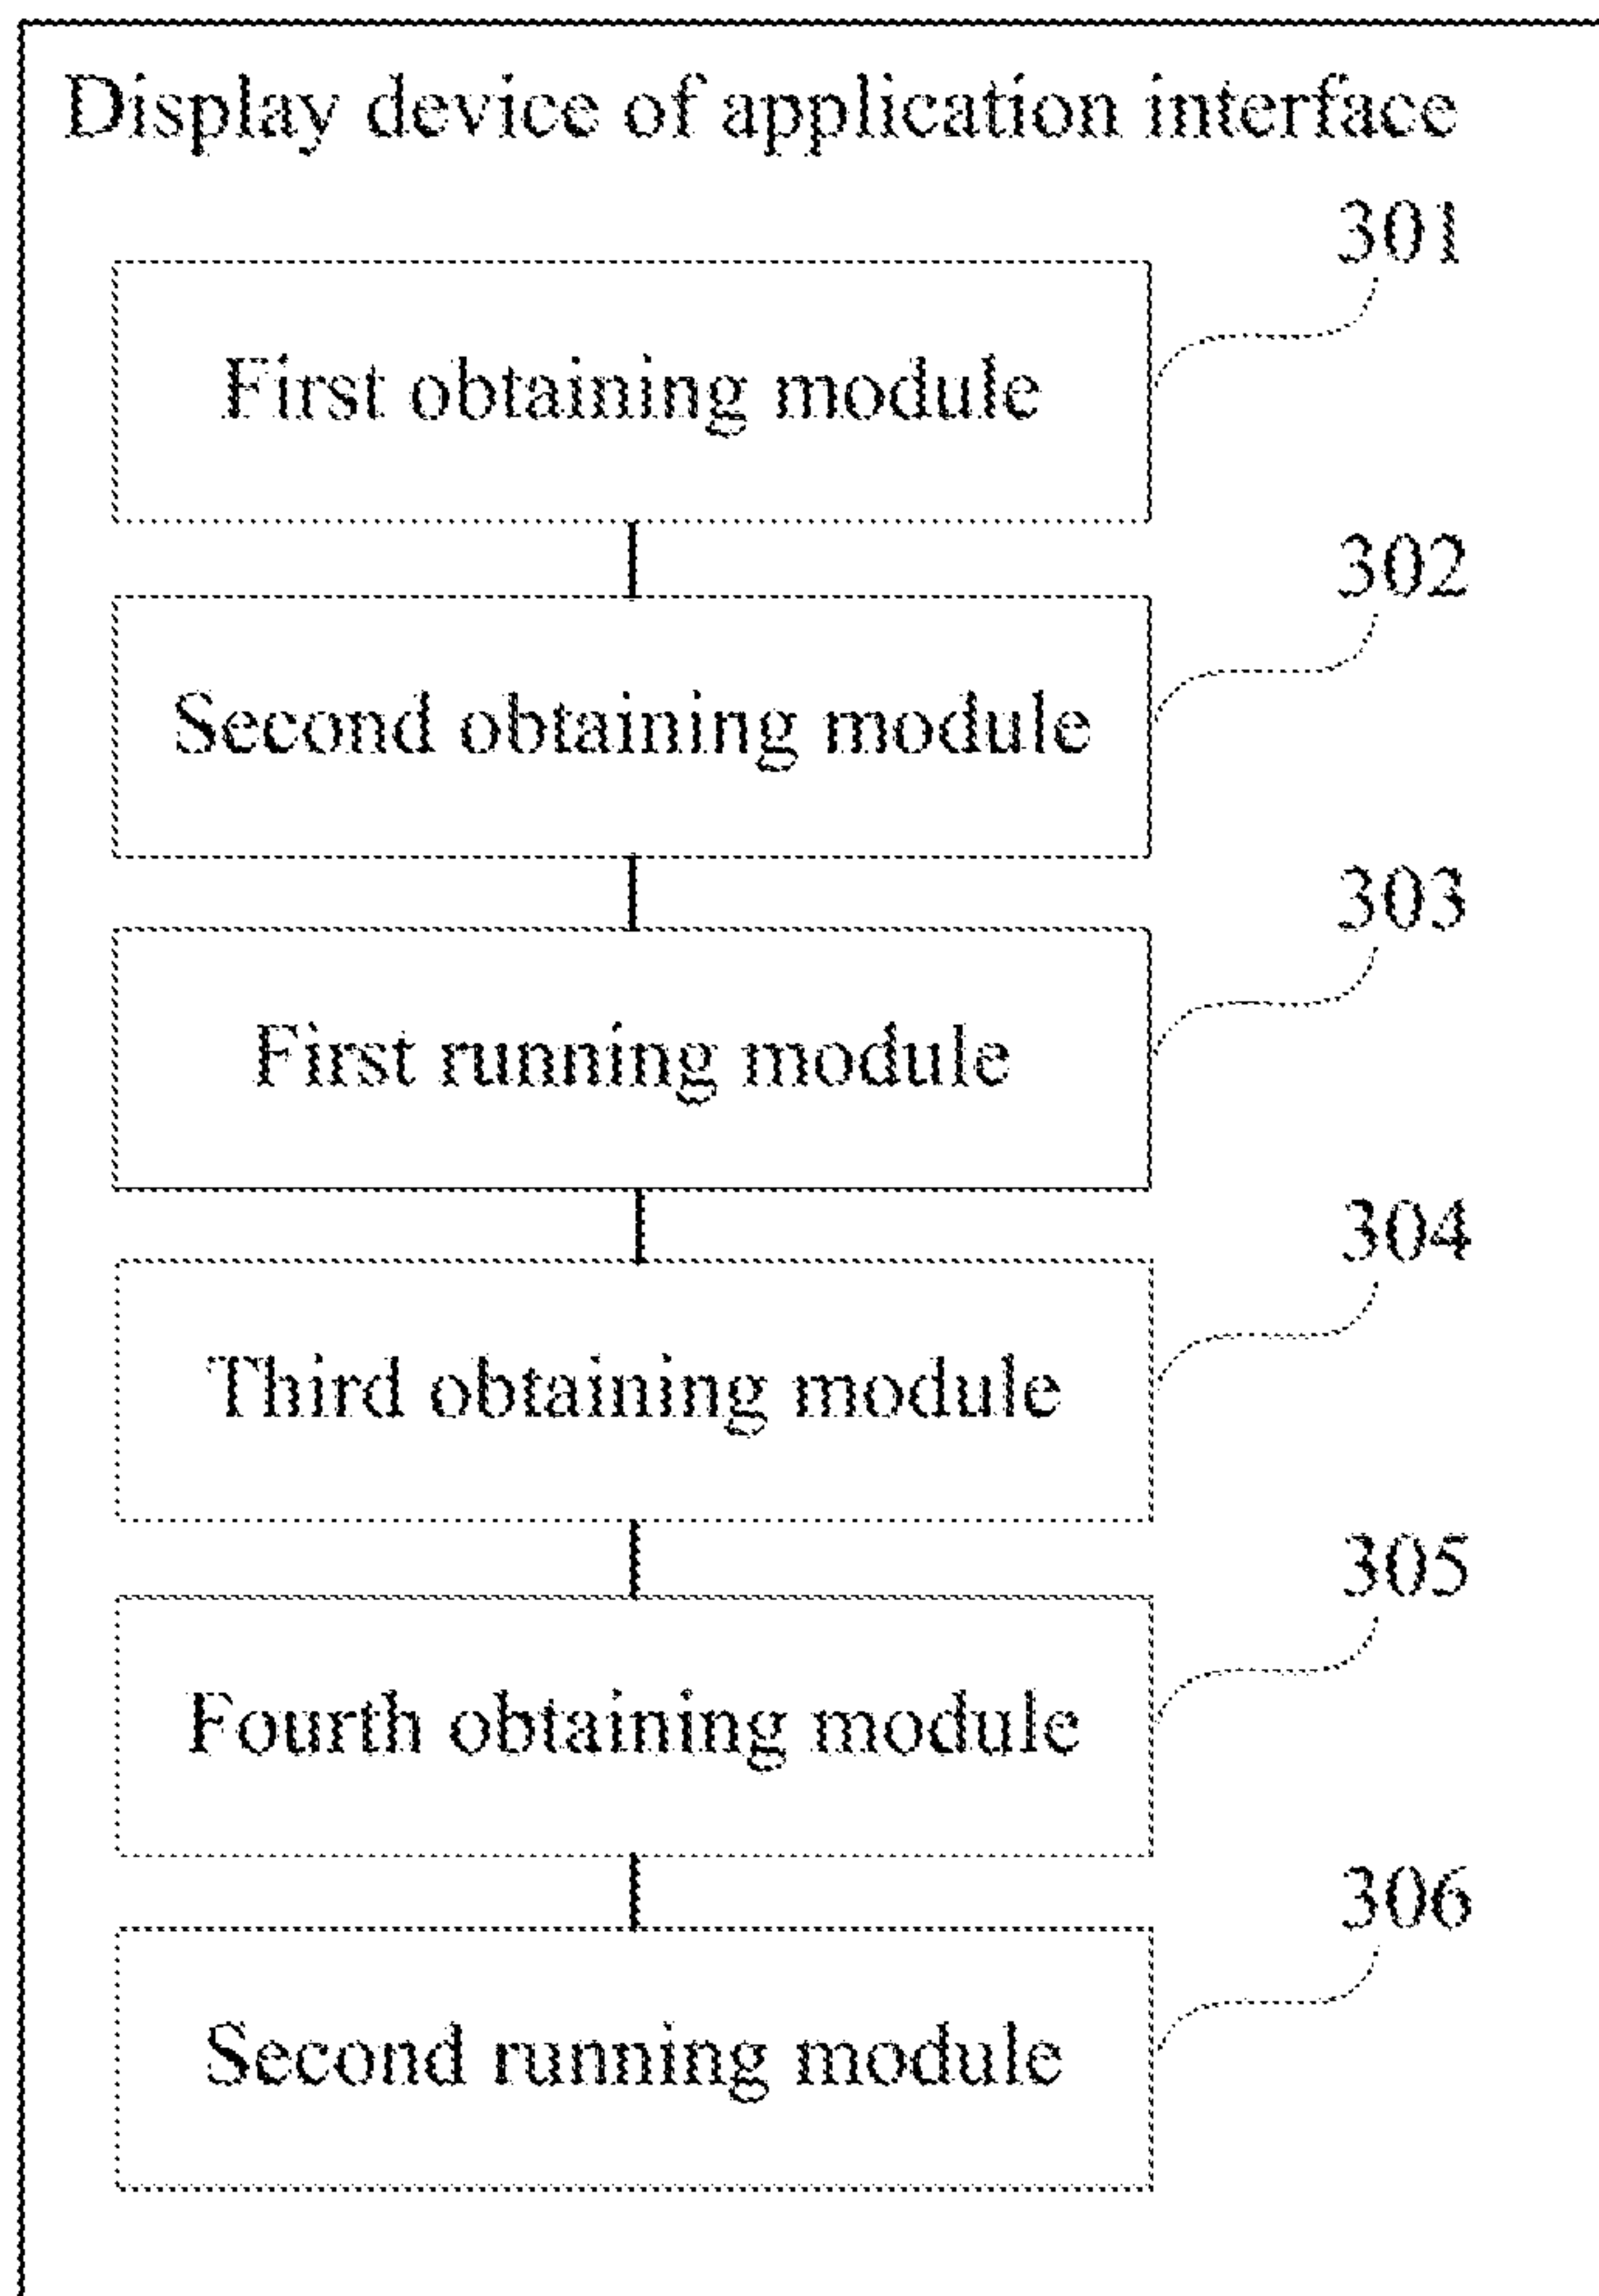 Display device of application interface
301
First obtaining module
302
Second obtaining module
303
First running module
304
Third obtaining module
305
Fourth obtaining module
306
Second running module